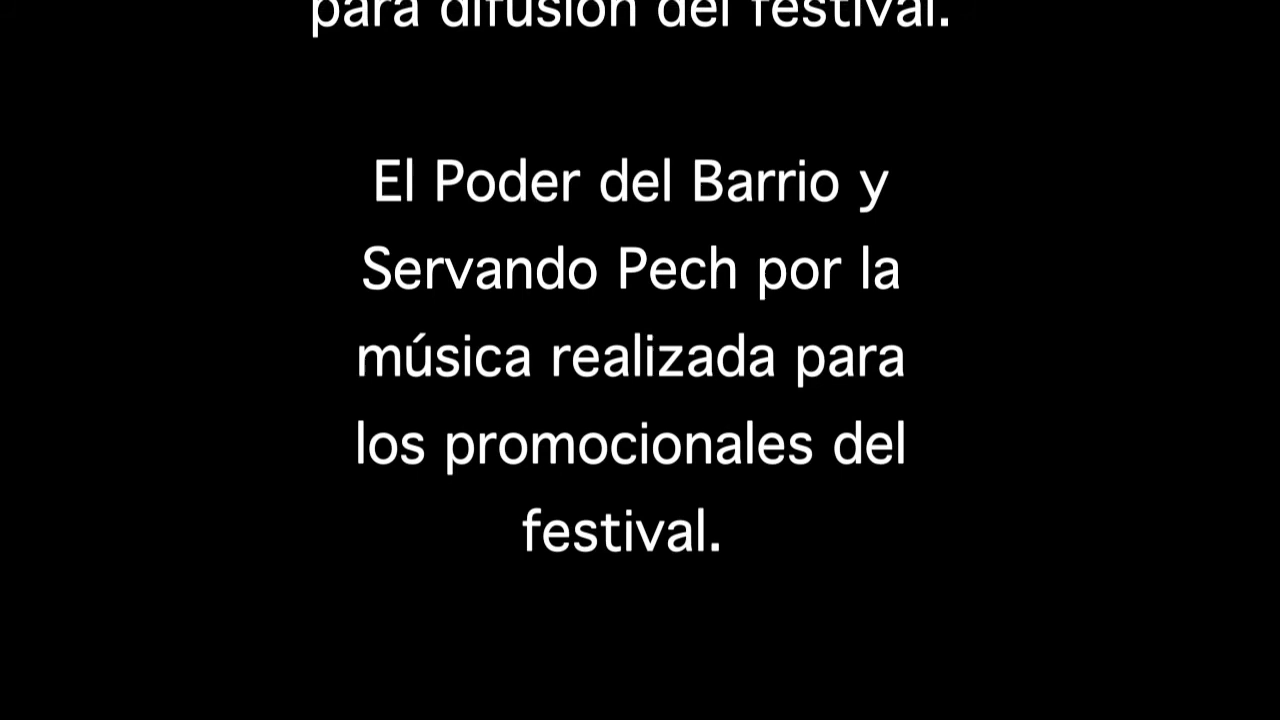 para difusión del festival.
El Poder del Barrio y
Servando Pech por la
música realizada para
los promocionales del
festival.